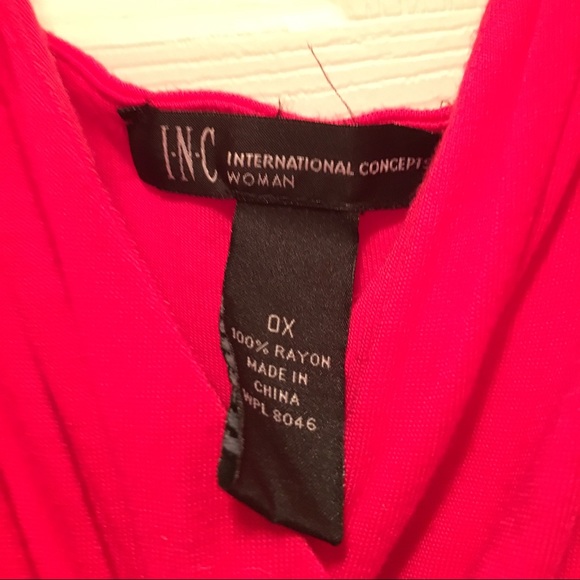 I·N·C INTERNATIONAL CONCEPTS
WOMAN
0X
100% RAYON
MADE IN
CHINA
WPL 8046